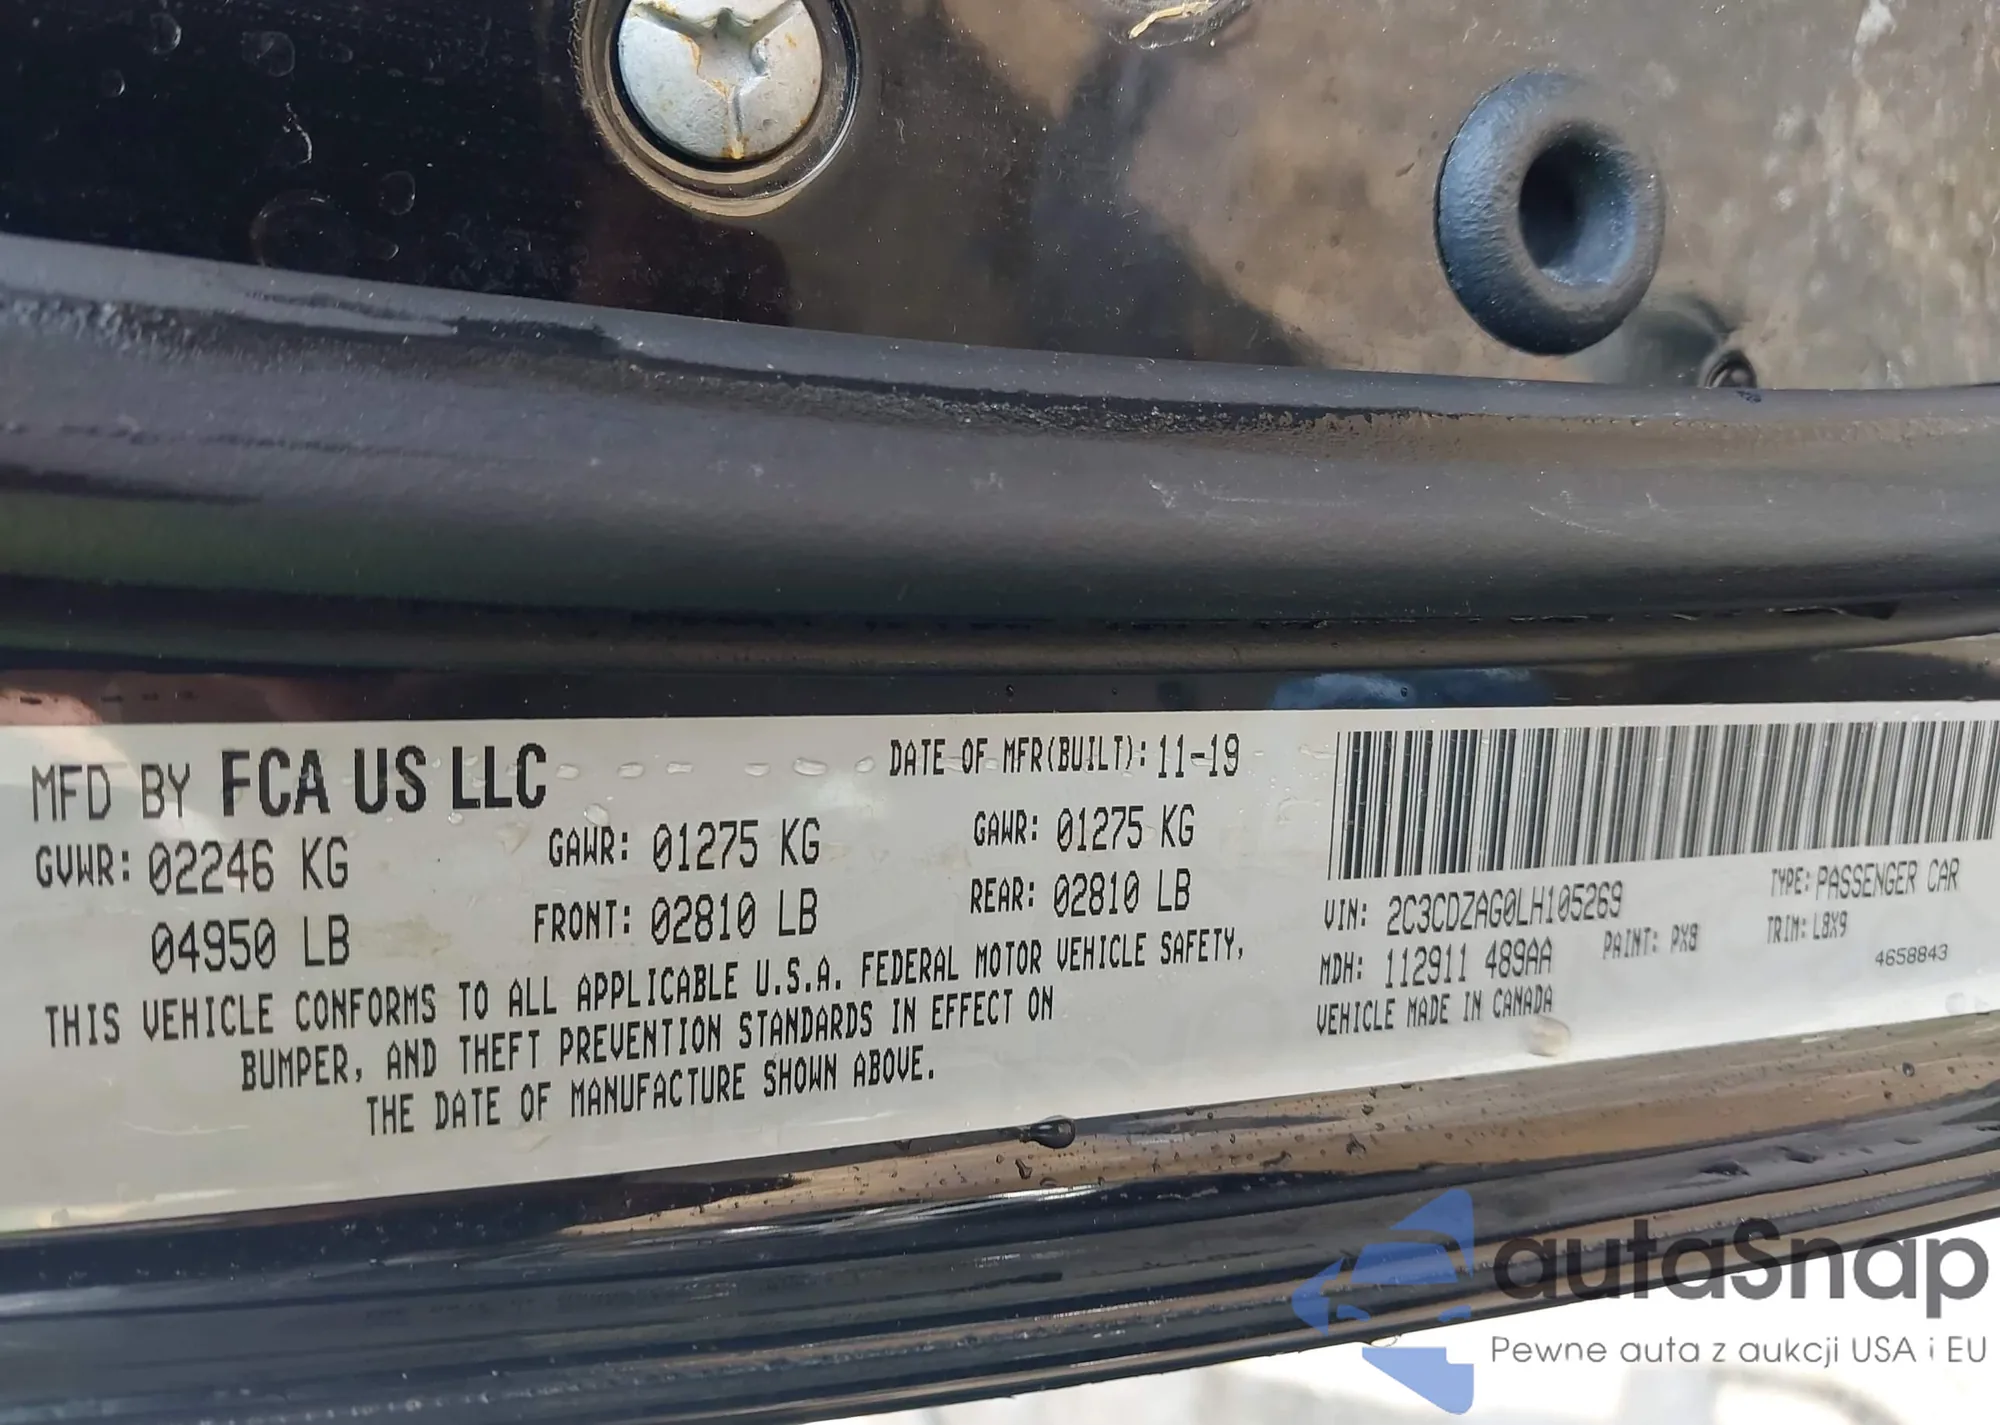 MFD BY FCA US LLC
DATE OF MFR(BUILT): 11-19
GVWR: 02246 KG
GAWR: 01275 KG
GAWR: 01275 KG
04950 LB
FRONT: 02810 LB
REAR: 02810 LB
THIS VEHICLE CONFORMS TO ALL APPLICABLE U.S.A. FEDERAL MOTOR VEHICLE SAFETY,
BUMPER, AND THEFT PREVENTION STANDARDS IN EFFECT ON
THE DATE OF MANUFACTURE SHOWN ABOVE.
VIN: 2C3CDZAG0LH105269
TYPE: PASSENGER CAR
MDH: 112911 489AA
PAINT: PX8
TRIM: L8X9
VEHICLE MADE IN CANADA
4658843
autaSnap
Pewne auta z aukcji USA i EU